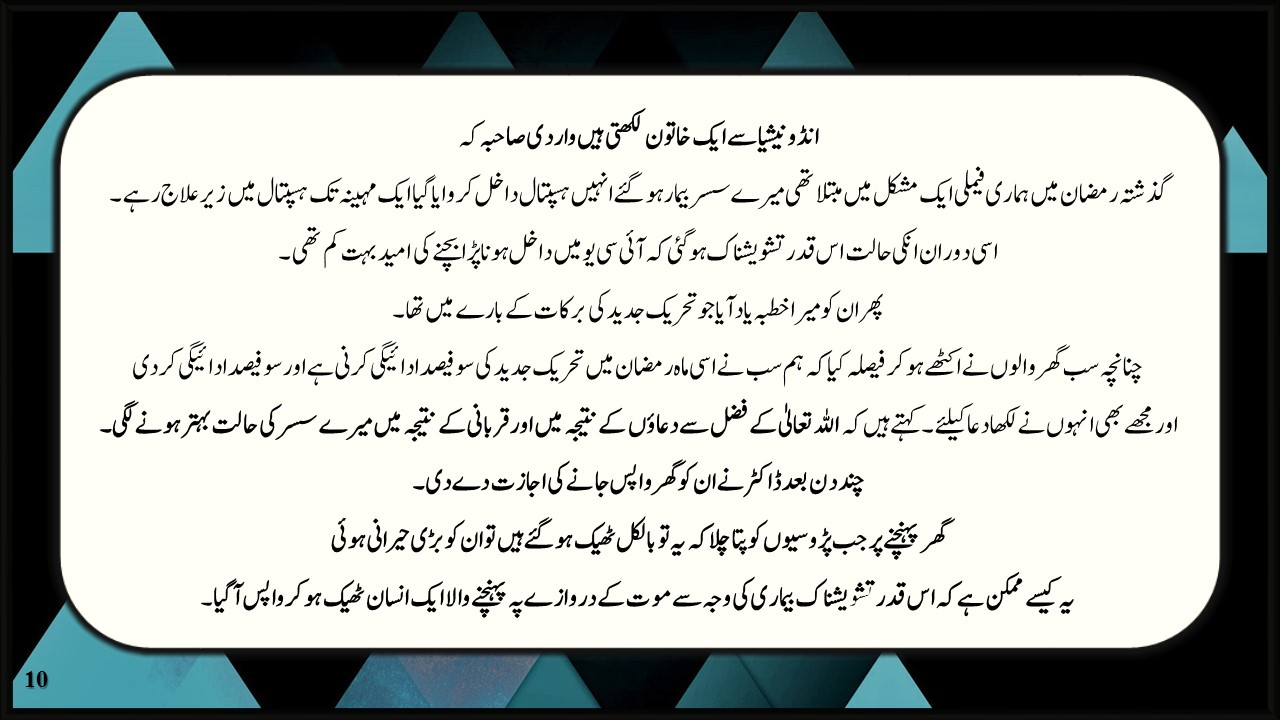 انڈونیشیا سے ایک خاتون لکھتی ہیں واردی صاحبہ کہ
گذشتہ رمضان میں ہماری فیملی ایک مشکل میں مبتلا تھی میرے سسر بیمار ہو گئے انہیں ہسپتال داخل کروایا گیا ایک مہینہ تک ہسپتال میں زیر علاج رہے ۔
اسی دوران انکی حالت اس قدر تشویشناک ہو گئی کہ آئی سی یو میں داخل ہونا پڑا بچنے کی امید بہت کم تھی ۔
پھر ان کو میرا خطبہ یاد آیا جو تحریک جدید کی برکات کے بارے میں تھا۔
چنانچہ سب گھر والوں نے اکٹھے ہو کر فیصلہ کیا کہ ہم سب نے اسی ماہ رمضان میں تحریک جدید کی سو فیصد ادائیگی کرنی ہے اور سو فیصد ادائیگی کر دی
اور مجھے بھی انہوں نے لکھا دعا کیلئے ۔ کہتے ہیں کہ اللہ تعالیٰ کے فضل سے دعاؤں کے نتیجہ میں اور قربانی کے نتیجہ میں میرے سسر کی حالت بہتر ہونے لگی۔
چند دن بعد ڈاکٹر نے ان کو گھر واپس جانے کی اجازت دے دی۔
گھر پہنچنے پر جب پڑوسیوں کو پتا چلا کہ یہ تو بالکل ٹھیک ہو گئے ہیں تو ان کو بڑی حیرانی ہوئی
یہ کیسے ممکن ہے کہ اس قدر تشویشناک بیماری کی وجہ سے موت کے دروازے پہ پہنچنے والا ایک انسان ٹھیک ہو کر واپس آ گیا۔
10